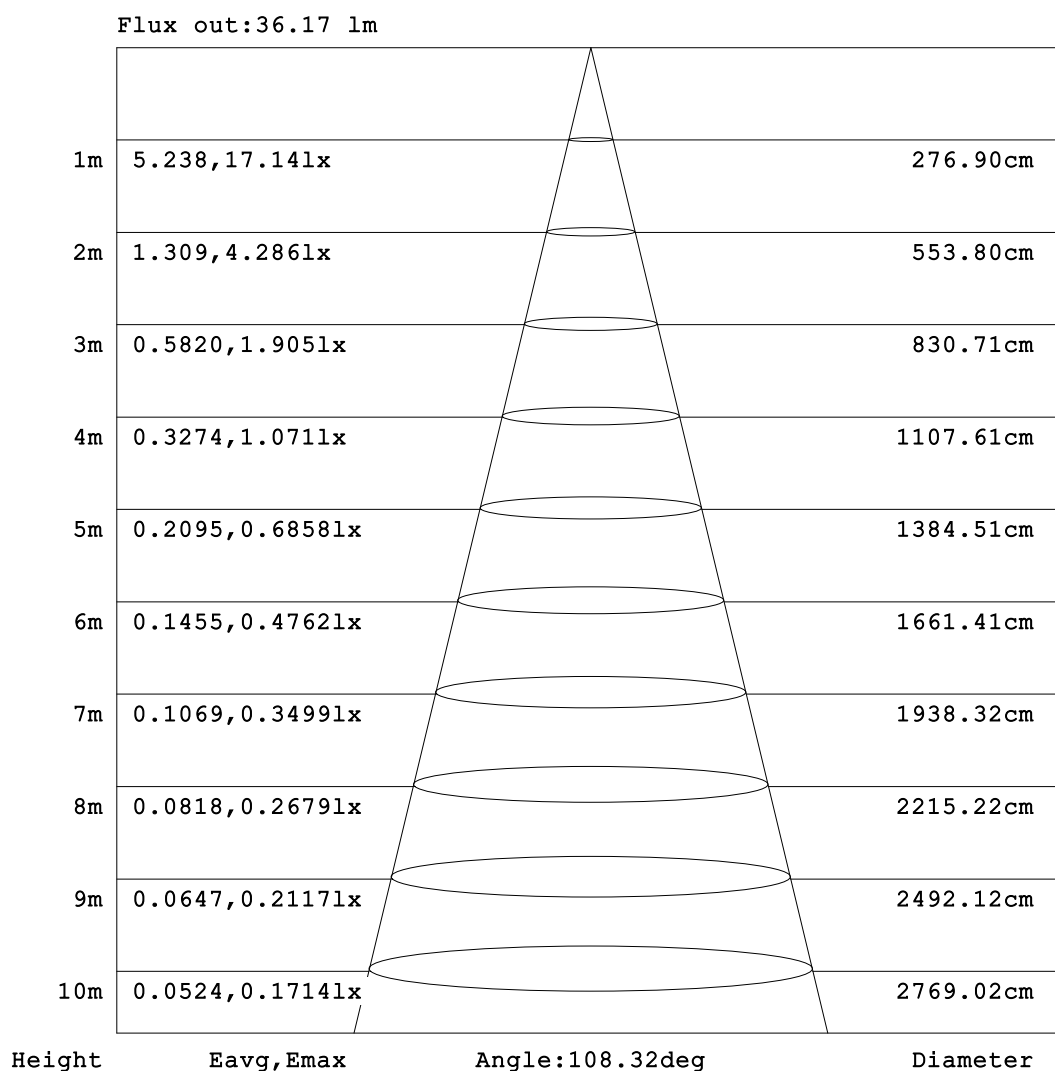 Flux out:36.17 lm
1m 5.238,17.14lx 276.90cm
2m 1.309,4.286lx 553.80cm
3m 0.5820,1.905lx 830.71cm
4m 0.3274,1.071lx 1107.61cm
5m 0.2095,0.6858lx 1384.51cm
6m 0.1455,0.4762lx 1661.41cm
7m 0.1069,0.3499lx 1938.32cm
8m 0.0818,0.2679lx 2215.22cm
9m 0.0647,0.2117lx 2492.12cm
10m 0.0524,0.1714lx 2769.02cm
Height Eavg,Emax Angle:108.32deg Diameter